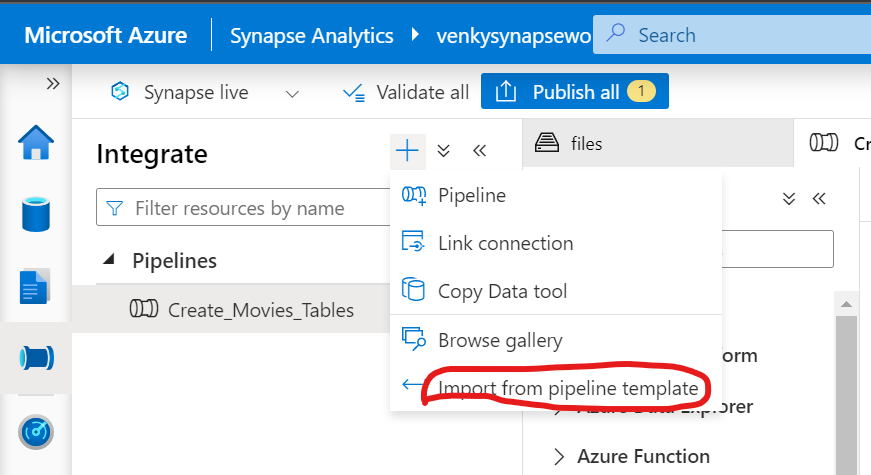 Microsoft Azure
Synapse Analytics
venkysynapsewo
Search
Synapse live
Validate all
Publish all 1
Integrate
files
Cr
Filter resources by name
Pipeline
Link connection
Pipelines
Copy Data tool
Create_Movies_Tables
Browse gallery
orm
Import from pipeline template
Azure Data Explorer
Azure Function